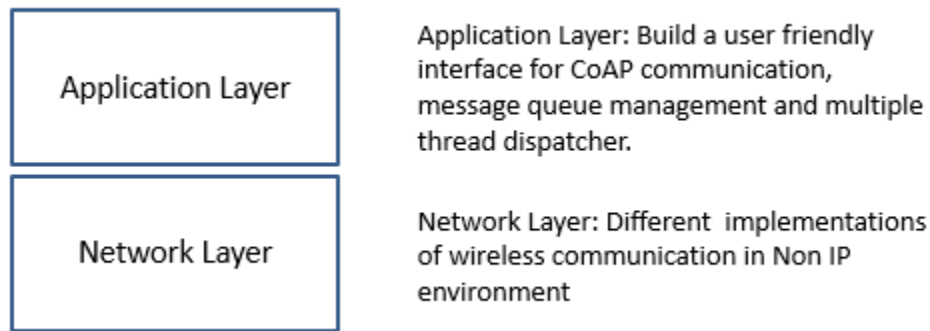 Application Layer
Application Layer: Build a user friendly
interface for CoAP communication,
message queue management and multiple
thread dispatcher.
Network Layer
Network Layer: Different  implementations
of wireless communication in Non IP
environment